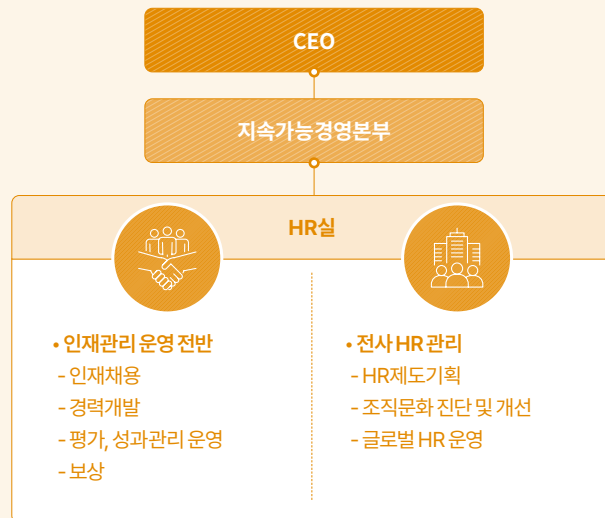 CEO
지속가능경영본부
HR실
• 인재관리 운영 전반
- 인재채용
- 경력개발
- 평가, 성과관리 운영
- 보상
• 전사 HR 관리
- HR제도기획
- 조직문화 진단 및 개선
- 글로벌 HR 운영